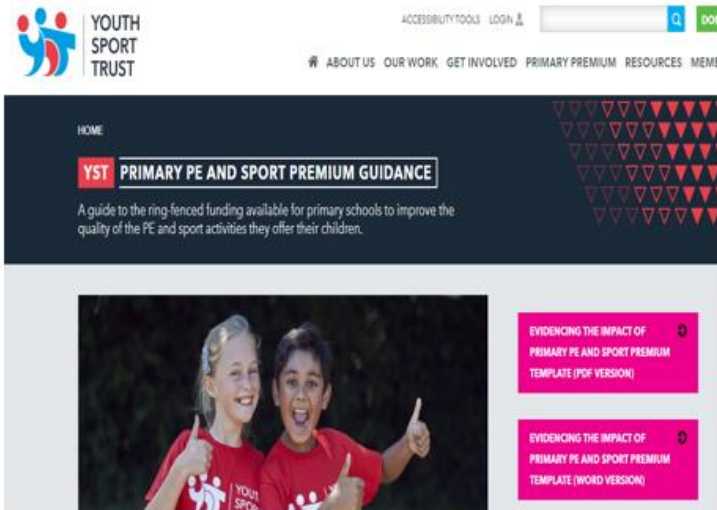 YOUTH
SPORT
TRUST
ACCESSIBILITY TOOLS LOGIN
ABOUT US OUR WORK GET INVOLVED PRIMARY PREMIUM RESOURCES
HOME
YST PRIMARY PE AND SPORT PREMIUM GUIDANCE
A guide to the ring-fenced funding available for primary schools to improve the
quality of the PE and sport activities they offer their children.
EVIDENCING THE IMPACT OF
PRIMARY PE AND SPORT PREMIUM
TEMPLATE (PDF VERSION)
EVIDENCING THE IMPACT OF
PRIMARY PE AND SPORT PREMIUM
TEMPLATE (WORD VERSION)